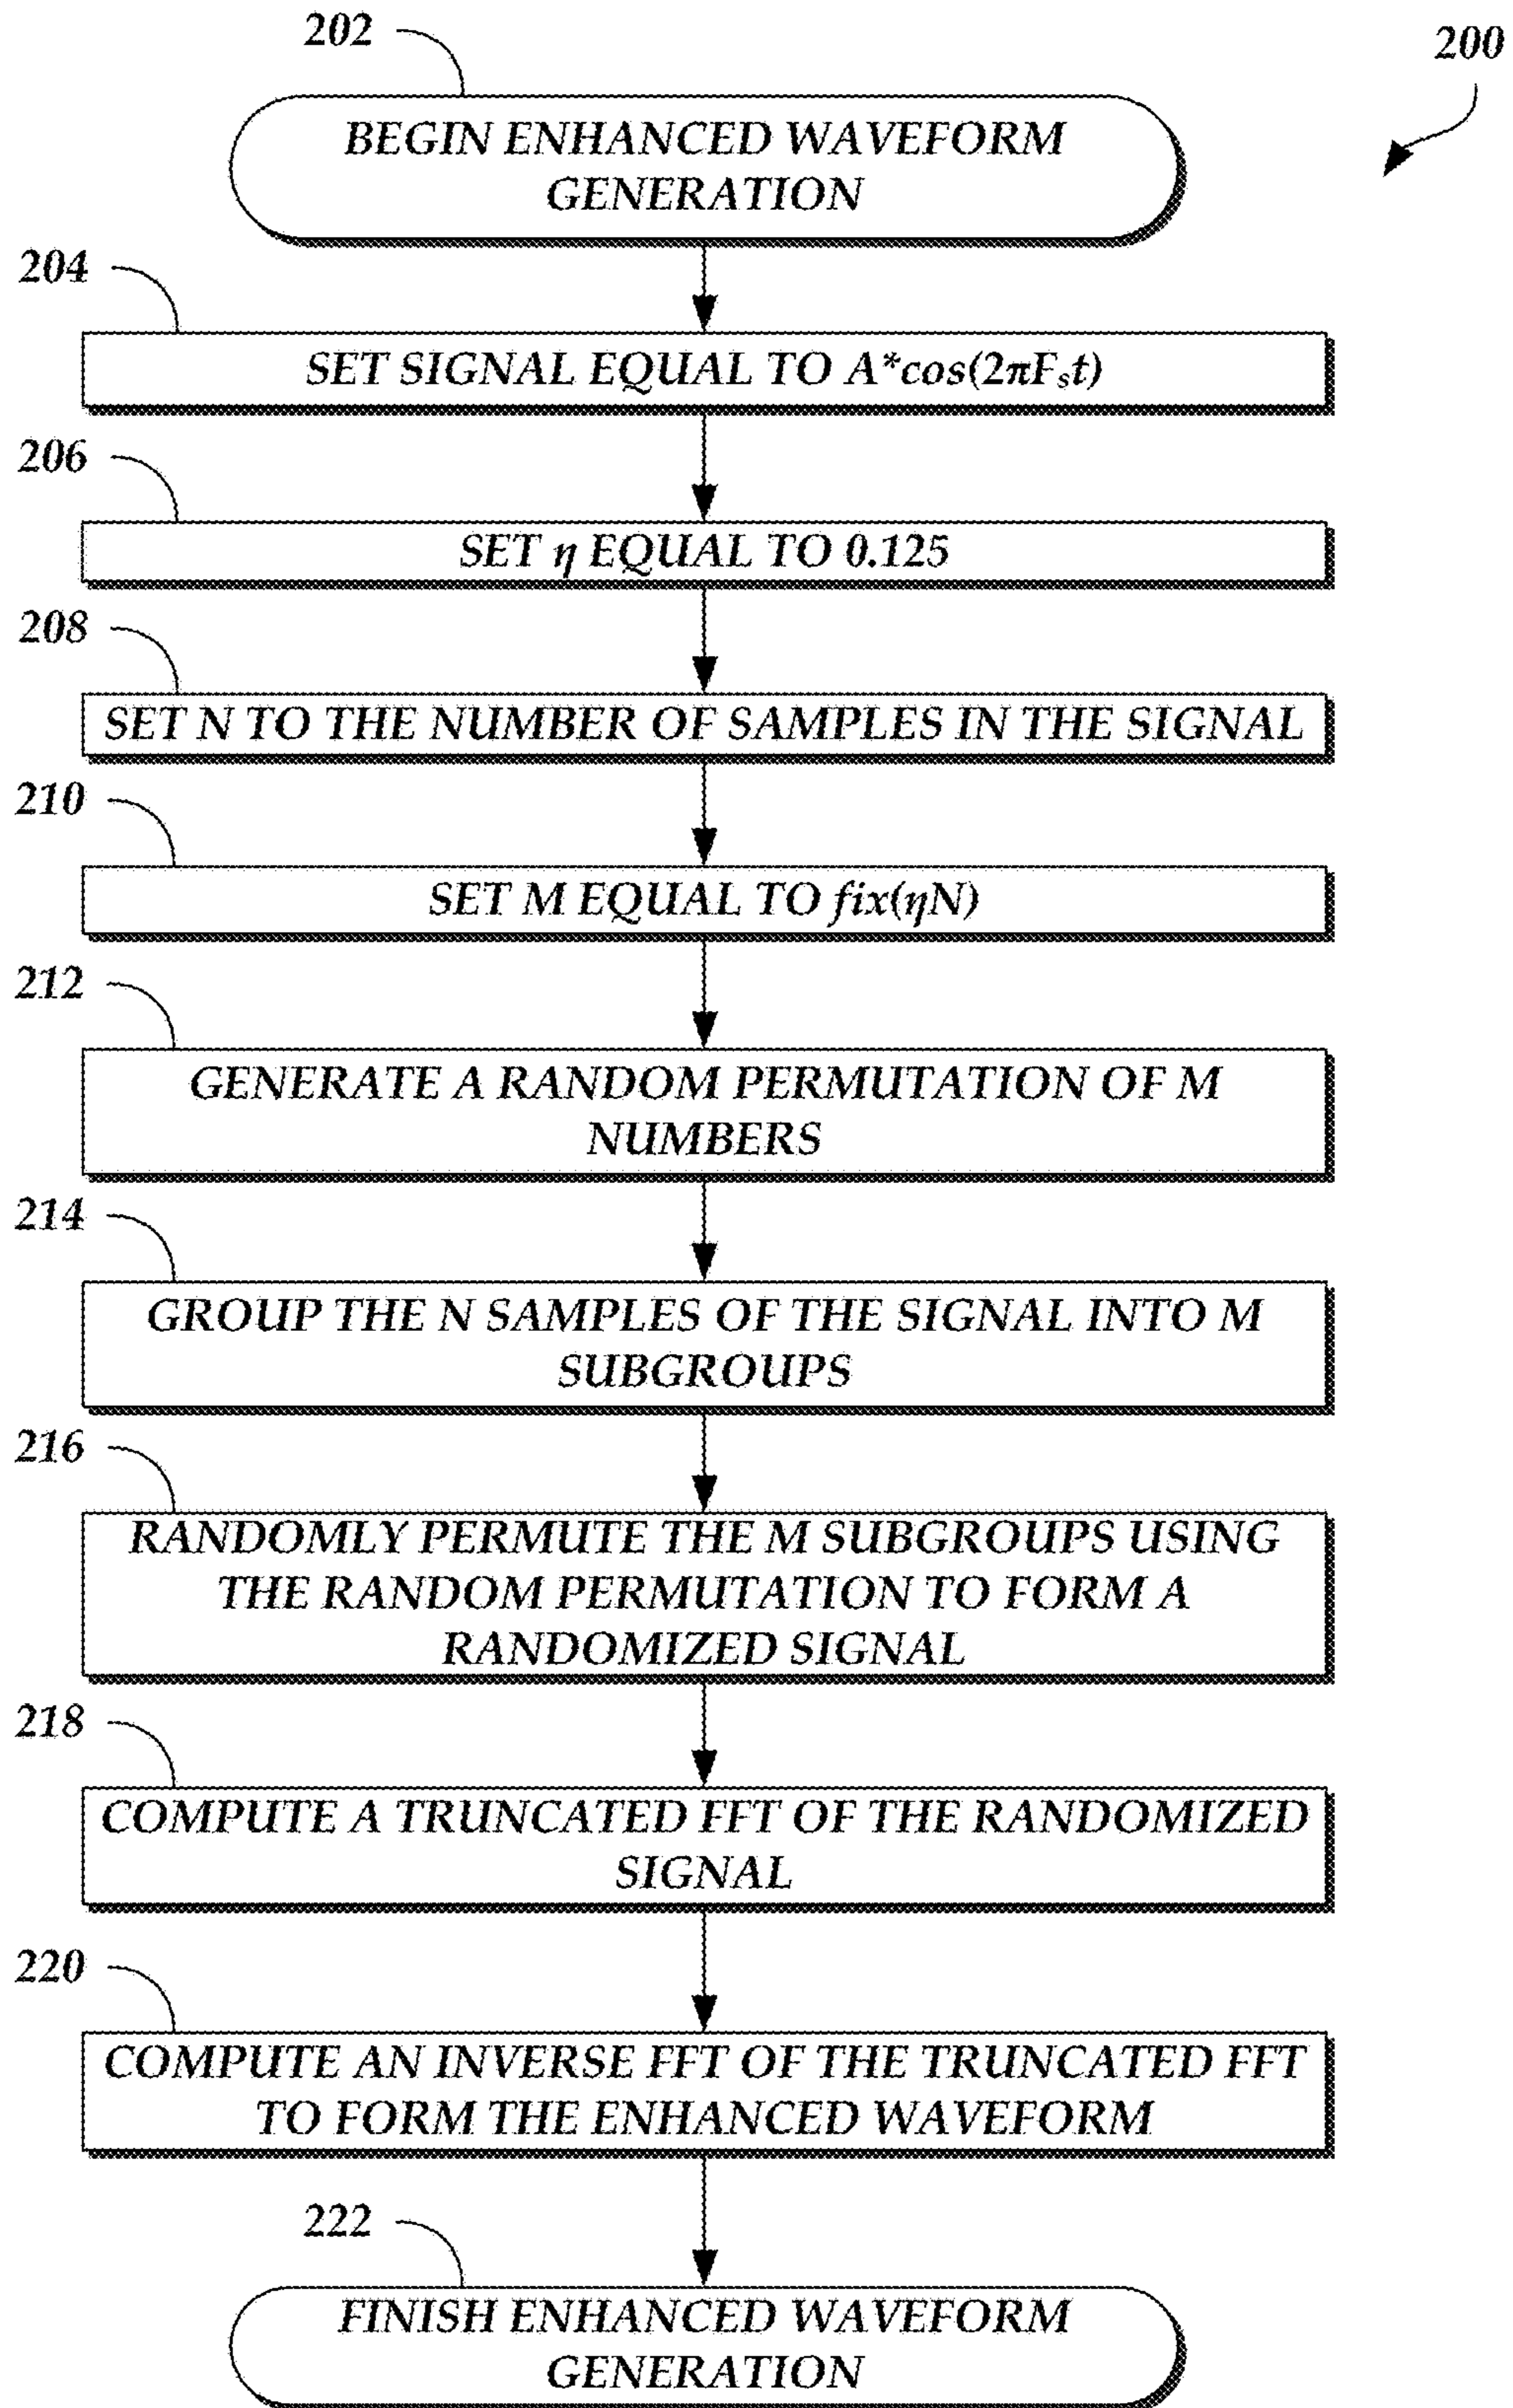 202
200
BEGIN ENHANCED WAVEFORM
GENERATION
204
SET SIGNAL EQUAL TO A*cos(2πFₛt)
206
SET η EQUAL TO 0.125
208
SET N TO THE NUMBER OF SAMPLES IN THE SIGNAL
210
SET M EQUAL TO fix(ηN)
212
GENERATE A RANDOM PERMUTATION OF M
NUMBERS
214
GROUP THE N SAMPLES OF THE SIGNAL INTO M
SUBGROUPS
216
RANDOMLY PERMUTE THE M SUBGROUPS USING
THE RANDOM PERMUTATION TO FORM A
RANDOMIZED SIGNAL
218
COMPUTE A TRUNCATED FFT OF THE RANDOMIZED
SIGNAL
220
COMPUTE AN INVERSE FFT OF THE TRUNCATED FFT
TO FORM THE ENHANCED WAVEFORM
222
FINISH ENHANCED WAVEFORM
GENERATION